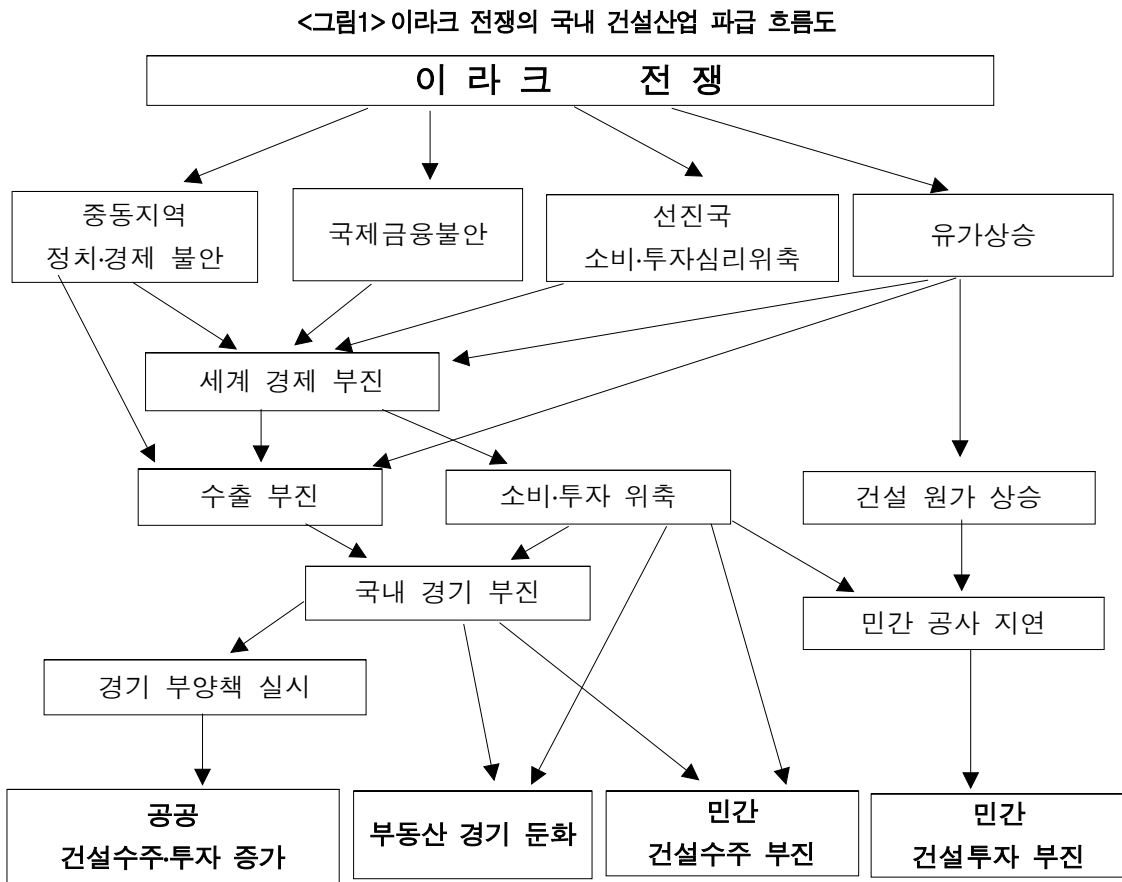 <그림1> 이라크 전쟁의 국내 건설산업 파급 흐름도
이 라 크 전 쟁
중동지역
정치·경제 불안
국제금융불안
선진국
소비·투자심리위축
유가상승
세계 경제 부진
수출 부진
소비·투자 위축
건설 원가 상승
국내 경기 부진
민간 공사 지연
경기 부양책 실시
공공
건설수주·투자 증가
부동산 경기 둔화
민간
건설수주 부진
민간
건설투자 부진